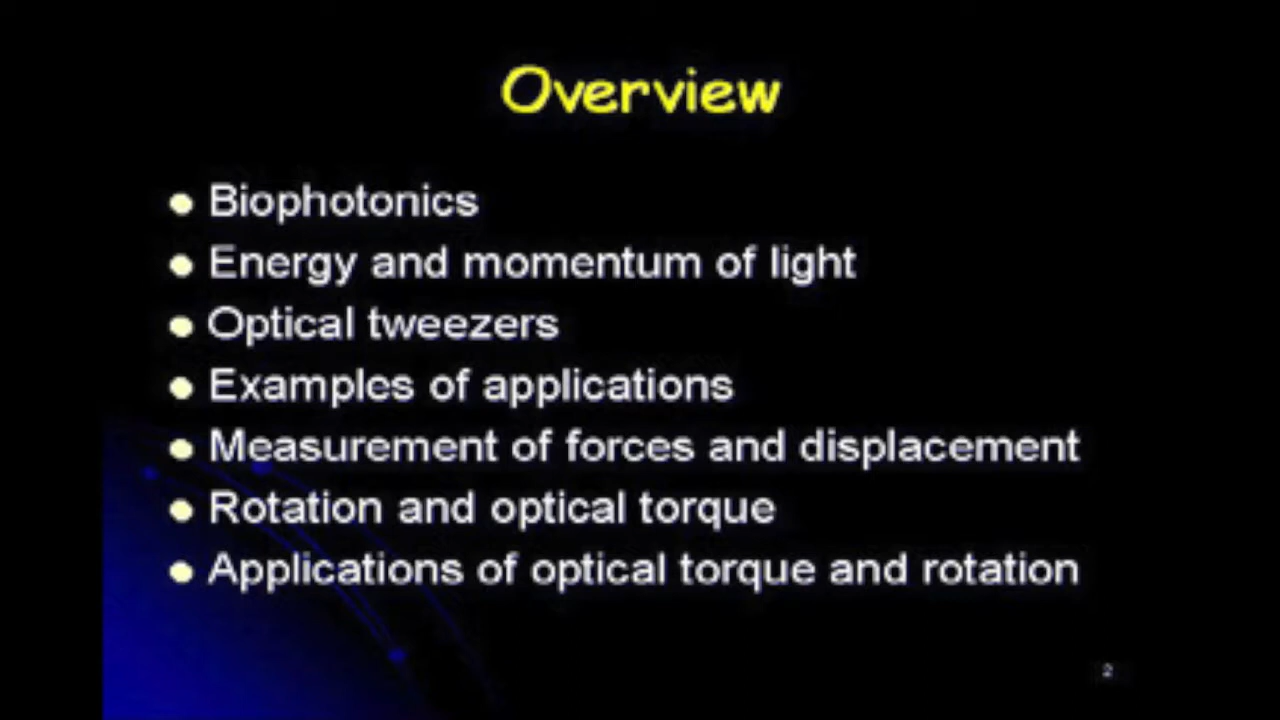 Overview
• Biophotonics
• Energy and momentum of light
• Optical tweezers
• Examples of applications
• Measurement of forces and displacement
• Rotation and optical torque
• Applications of optical torque and rotation
2